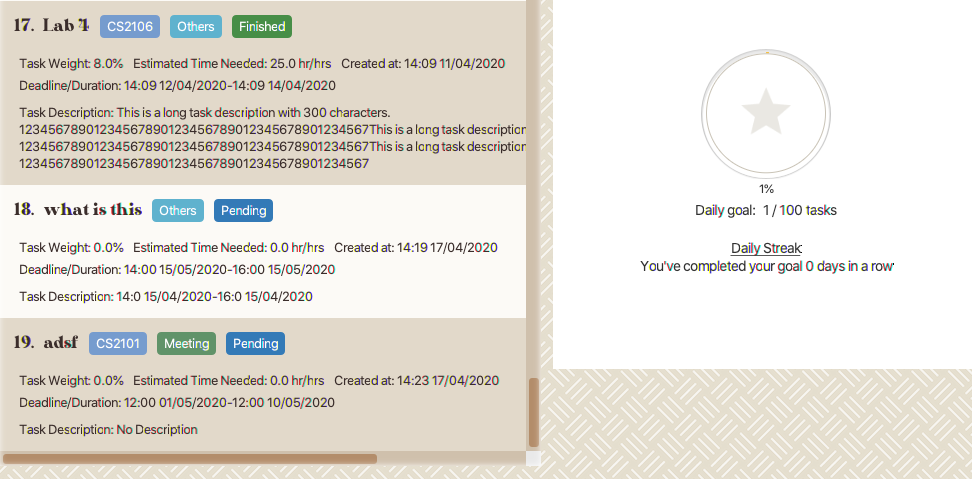 17. Lab 4 CS2106 Others Finished
Task Weight: 8.0% Estimated Time Needed: 25.0 hr/hrs Created at: 14:09 11/04/2020
Deadline/Duration: 14:09 12/04/2020-14:09 14/04/2020
Task Description: This is a long task description with 300 characters.
12345678901234567890123456789012345678901234567This is a long task description
12345678901234567890123456789012345678901234567This is a long task description
12345678901234567890123456789012345678901234567
18. what is this Others Pending
Task Weight: 0.0% Estimated Time Needed: 0.0 hr/hrs Created at: 14:19 17/04/2020
Deadline/Duration: 14:00 15/05/2020-16:00 15/05/2020
Task Description: 14:0 15/04/2020-16:0 15/04/2020
19. adsf CS2101 Meeting Pending
Task Weight: 0.0% Estimated Time Needed: 0.0 hr/hrs Created at: 14:23 17/04/2020
Deadline/Duration: 12:00 01/05/2020-12:00 10/05/2020
Task Description: No Description
1%
Daily goal: 1 / 100 tasks
Daily Streak:
You've completed your goal 0 days in a row